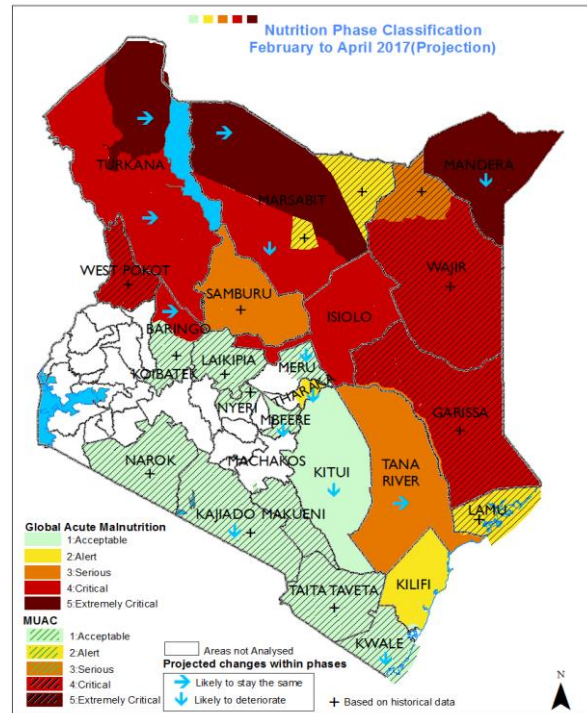 Nutrition Phase Classification
February to April 2017(Projection)
TURKANA
MARSABIT
MANDERA
WEST POKOT
SAMBURU
WAJIR
ISIOLO
BARINGO
KOIBATEK
LAIKIPIA
MERU
THARAKA
NYERI
MBEERE
GARISSA
NAROK
MACHAKOS
KITUI
TANA
RIVER
KAJIADO
MAKUENI
LAMU
TAITA TAVETA
KILIFI
KWALE
Global Acute Malnutrition
1:Acceptable
2:Alert
3:Serious
4:Critical
5:Extremely Critical
MUAC
1:Acceptable
2:Alert
3:Serious
4:Critical
5:Extremely Critical
Areas not Analysed
Projected changes within phases
Likely to stay the same
Likely to deteriorate
Based on historical data
N